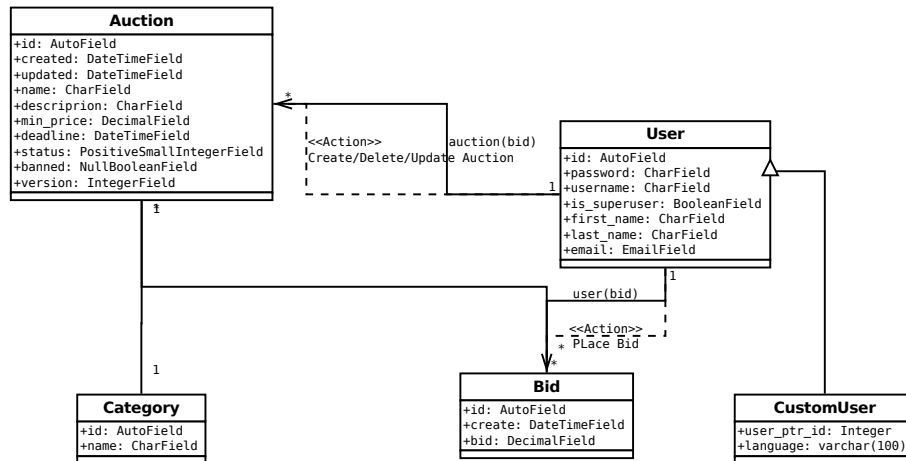 Auction
+id: AutoField
+created: DateTimeField
+updated: DateTimeField
+name: CharField
+descriprion: CharField
+min_price: DecimalField
+deadline: DateTimeField
+status: PositiveSmallIntegerField
+banned: NullBooleanField
+version: IntegerField
*
<<Action>>
Create/Delete/Update Auction
auction(bid)
1
User
+id: AutoField
+password: CharField
+username: CharField
+is_superuser: BooleanField
+first_name: CharField
+last_name: CharField
+email: EmailField
*
1
1
user(bid)
<<Action>>
PLace Bid
*
*
1
Category
+id: AutoField
+name: CharField
Bid
+id: AutoField
+create: DateTimeField
+bid: DecimalField
CustomUser
+user_ptr_id: Integer
+language: varchar(100)